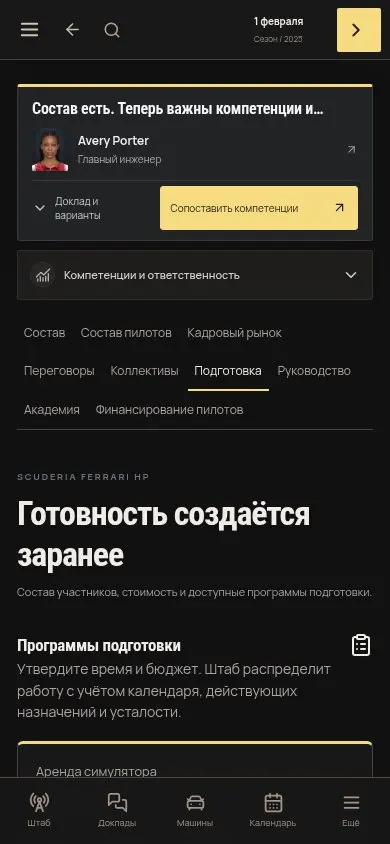 1 февраля
Сезон / 2025
Состав есть. Теперь важны компетенции и…
Avery Porter
Главный инженер
Доклад и
варианты
Сопоставить компетенции
Компетенции и ответственность
Состав Состав пилотов Кадровый рынок
Переговоры Коллективы Подготовка Руководство
Академия Финансирование пилотов
SCUDERIA FERRARI HP
Готовность создаётся
заранее
Состав участников, стоимость и доступные программы подготовки.
Программы подготовки
Утвердите время и бюджет. Штаб распределит
работу с учётом календаря, действующих
назначений и усталости.
Аренда симулятора
Штаб Доклады Машины Календарь Ещё